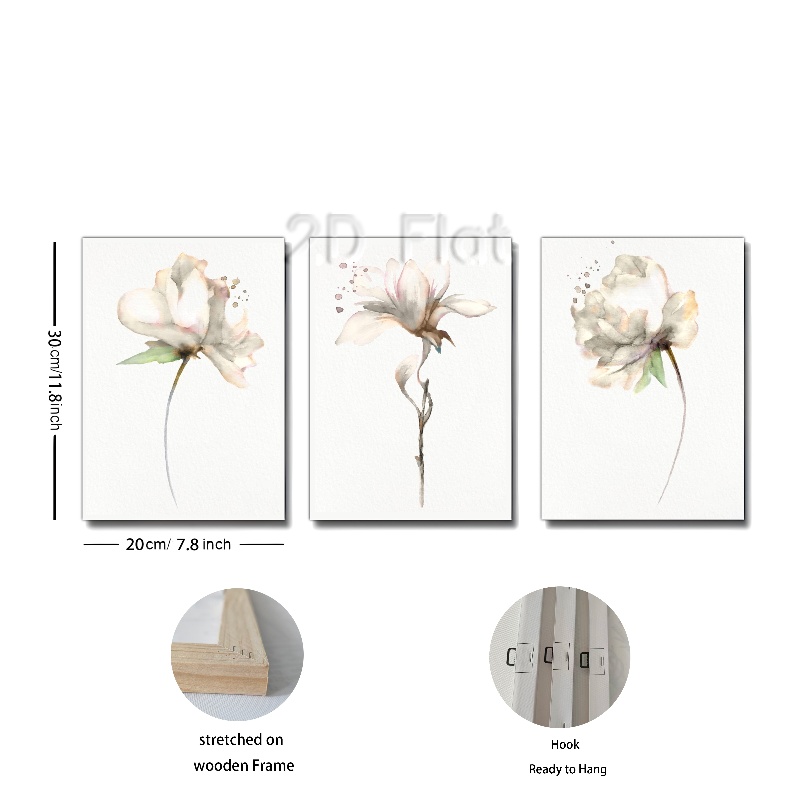 2D Flat
30cm/11.8inch
20cm/ 7.8 inch
stretched on
wooden Frame
Hook
Ready to Hang